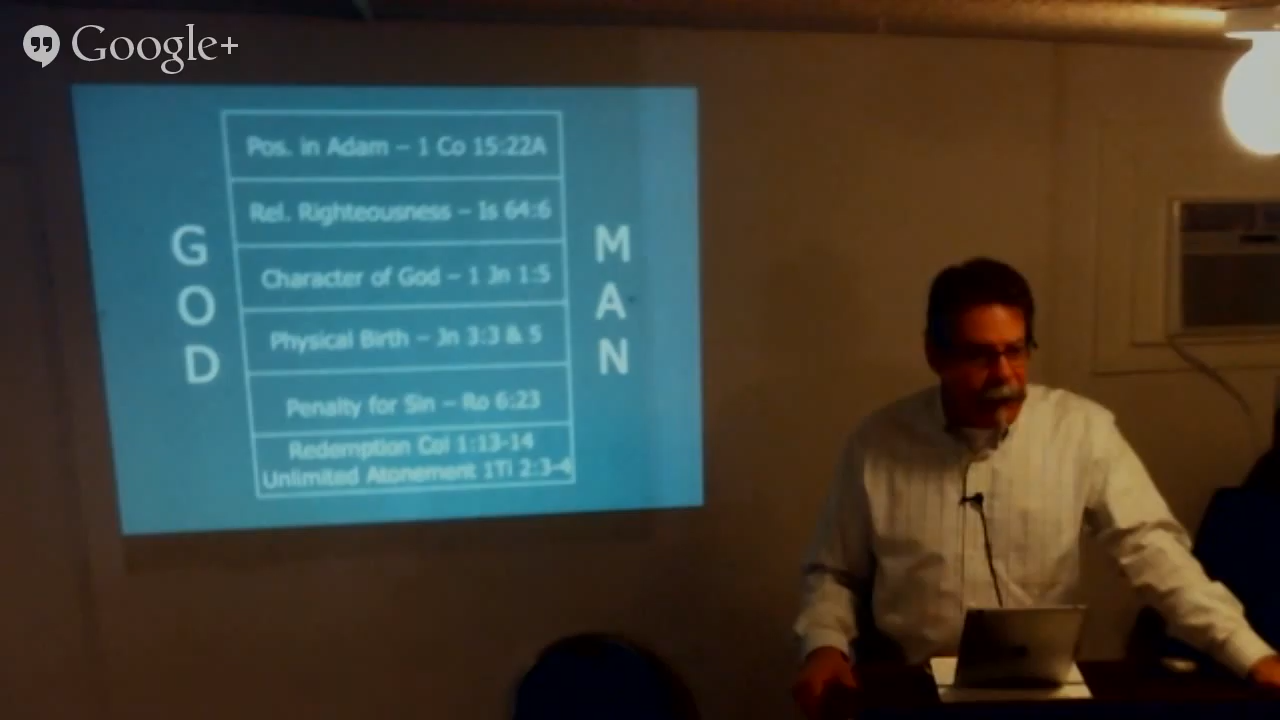 Google+
Pos. in Adam – 1 Co 15:22A
Rel. Righteousness – Is 64:6
Character of God – 1 Jn 1:5
Physical Birth – Jn 3:3 & 5
Penalty for Sin – Ro 6:23
Redemption Col 1:13-14
Unlimited Atonement 1Ti 2:3-4
G
O
D
M
A
N